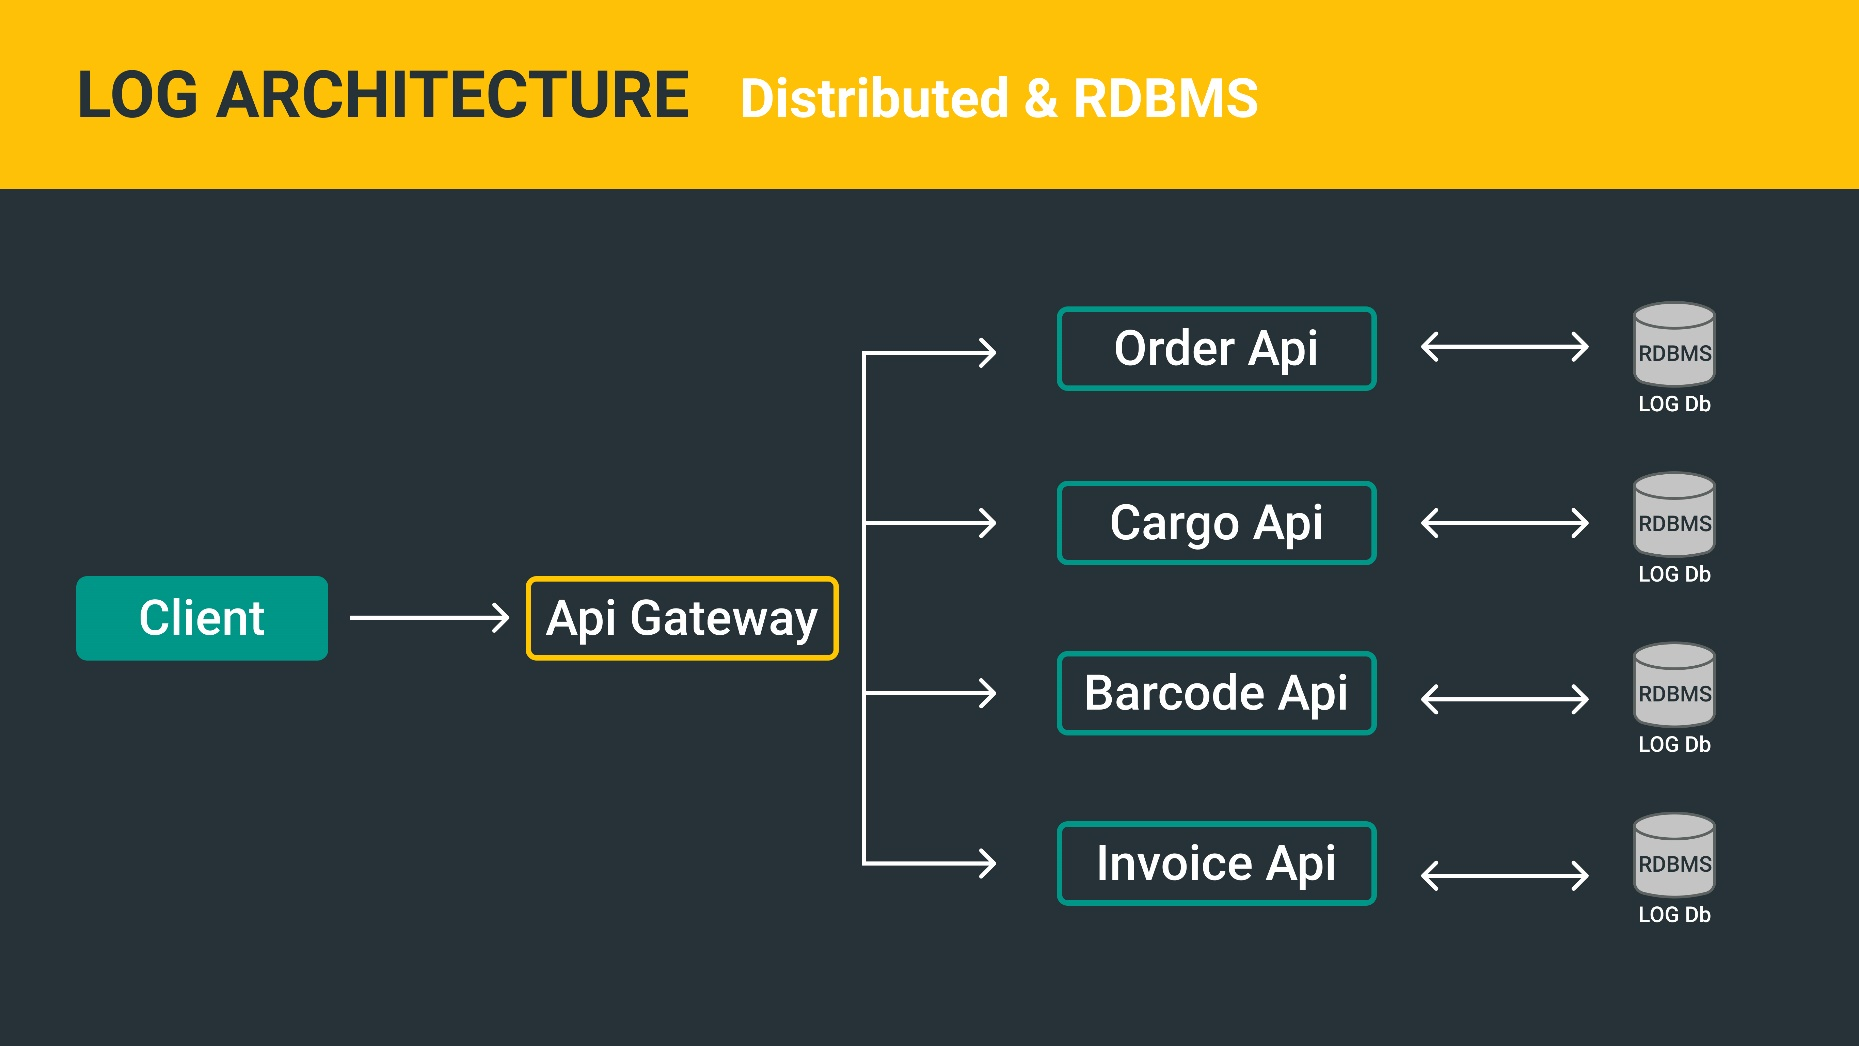 LOG ARCHITECTURE Distributed & RDBMS
Order Api
RDBMS
LOG Db
Cargo Api
RDBMS
LOG Db
Client
Api Gateway
Barcode Api
RDBMS
LOG Db
Invoice Api
RDBMS
LOG Db